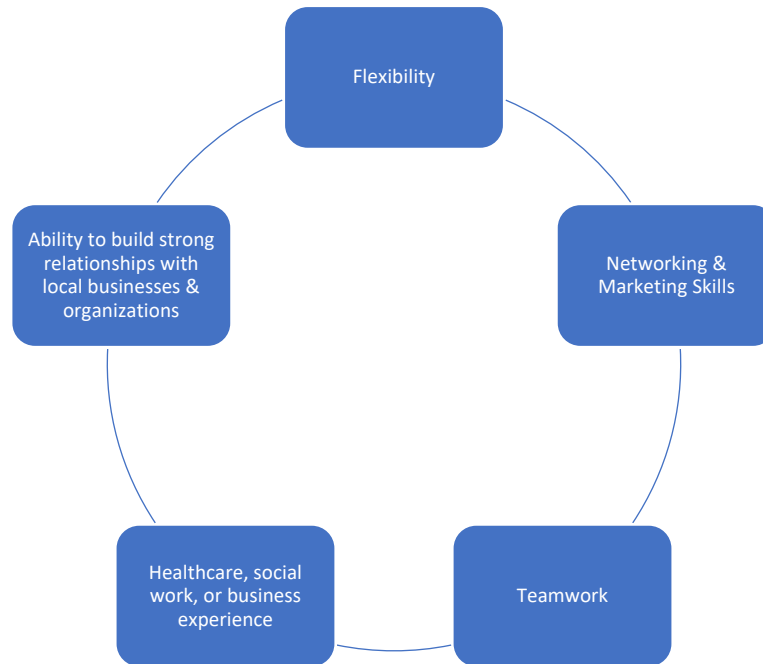 Flexibility
Networking &
Marketing Skills
Teamwork
Healthcare, social
work, or business
experience
Ability to build strong
relationships with
local businesses &
organizations